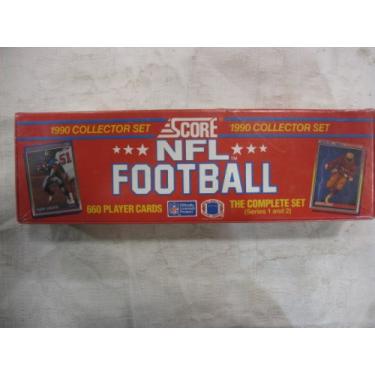 1990 COLLECTOR SET SCORE 1990 COLLECTOR SET
NFL
FOOTBALL
660 PLAYER CARDS THE COMPLETE SET
(Series 1 and 2)
51